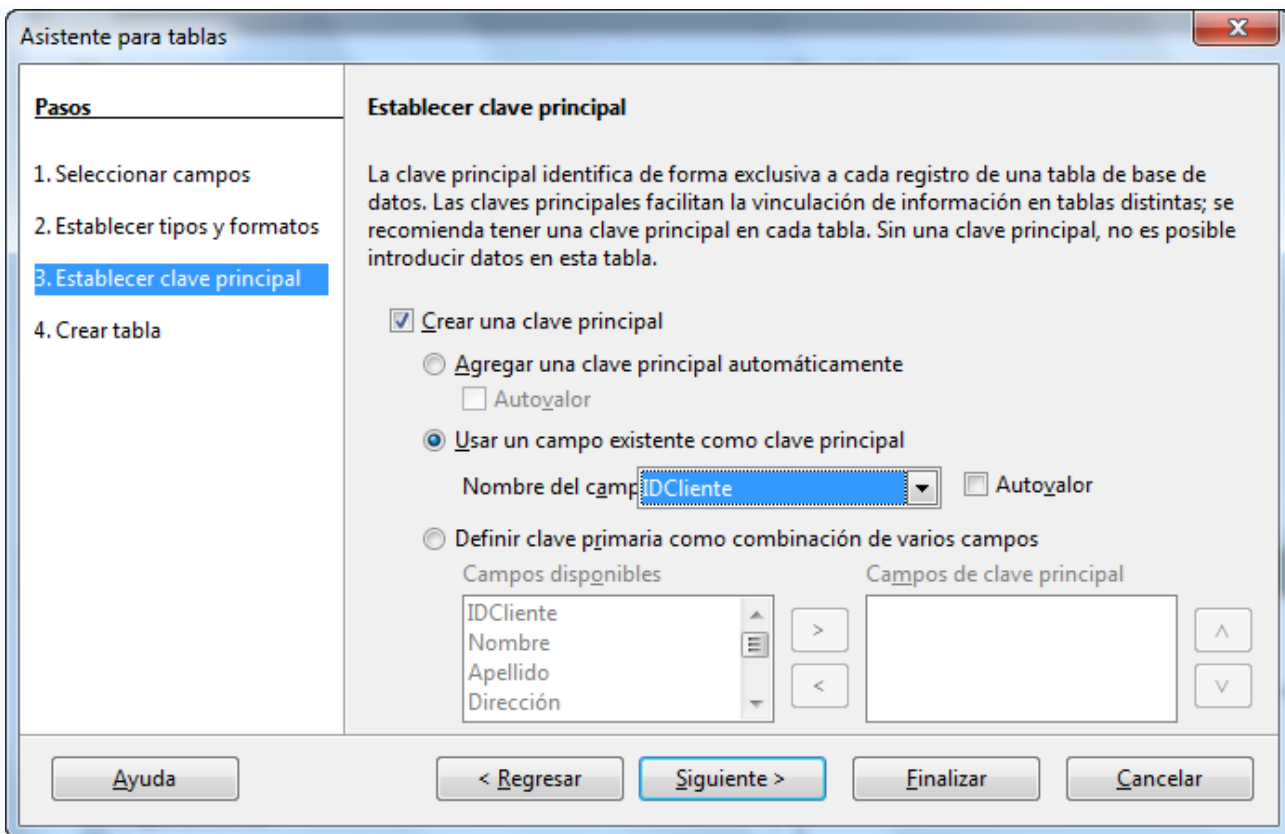 Asistente para tablas
Pasos
1. Seleccionar campos
2. Establecer tipos y formatos
3. Establecer clave principal
4. Crear tabla
Establecer clave principal
La clave principal identifica de forma exclusiva a cada registro de una tabla de base de
datos. Las claves principales facilitan la vinculación de información en tablas distintas; se
recomienda tener una clave principal en cada tabla. Sin una clave principal, no es posible
introducir datos en esta tabla.
Crear una clave principal
Agregar una clave principal automáticamente
Autovalor
Usar un campo existente como clave principal
Nombre del camp IDCliente Autovalor
Definir clave primaria como combinación de varios campos
Campos disponibles Campos de clave principal
IDCliente
Nombre
Apellido
Dirección
>
<
Ayuda < Regresar Siguiente > Finalizar Cancelar